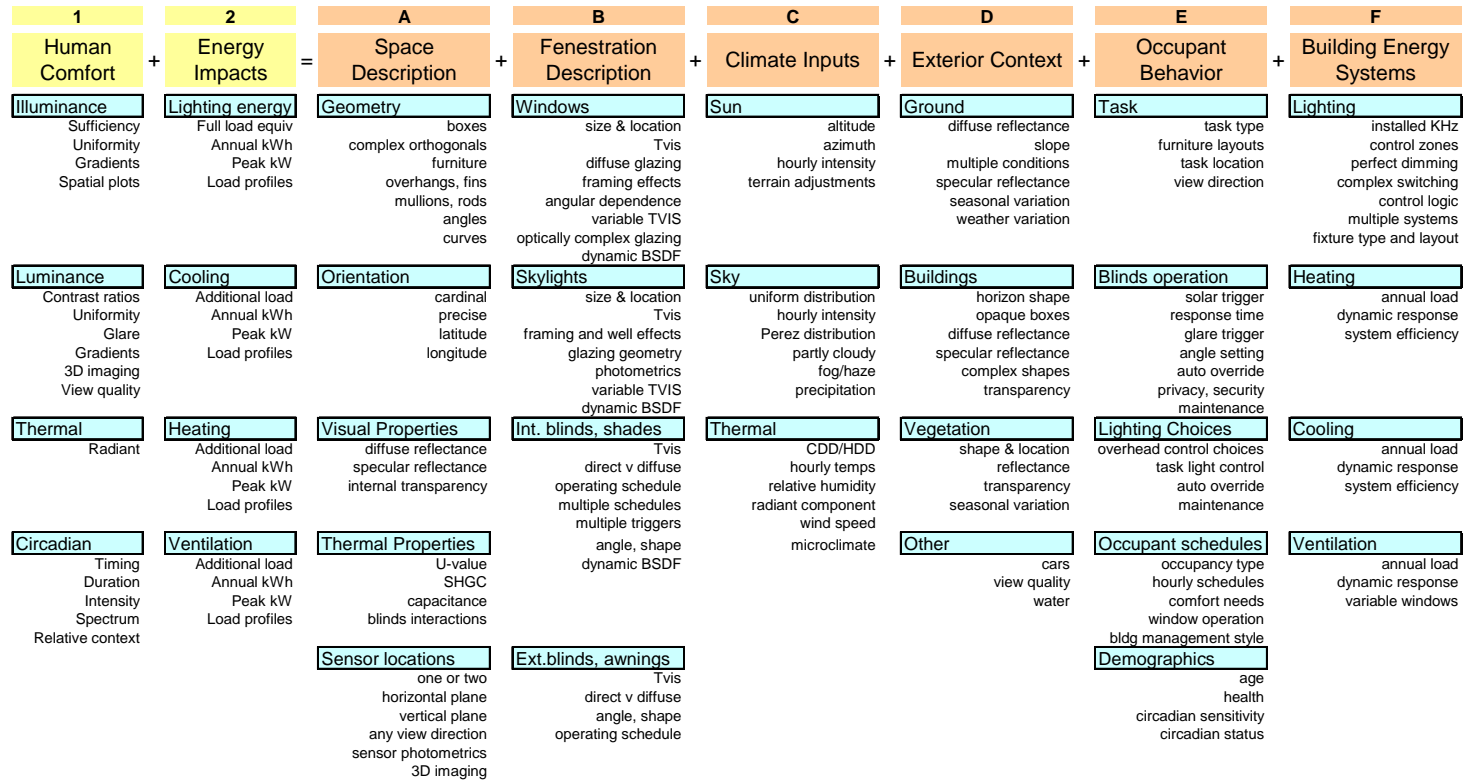 1
Human
Comfort
+
2
Energy
Impacts
=
A
Space
Description
+
B
Fenestration
Description
+
C
Climate Inputs
+
D
Exterior Context
+
E
Occupant
Behavior
+
F
Building Energy
Systems
Illuminance
Sufficiency
Uniformity
Gradients
Spatial plots
Luminance
Contrast ratios
Uniformity
Glare
Gradients
3D imaging
View quality
Thermal
Radiant
Circadian
Timing
Duration
Intensity
Spectrum
Relative context
Lighting energy
Full load equiv
Annual kWh
Peak kW
Load profiles
Cooling
Additional load
Annual kWh
Peak kW
Load profiles
Heating
Additional load
Annual kWh
Peak kW
Load profiles
Ventilation
Additional load
Annual kWh
Peak kW
Load profiles
Geometry
boxes
complex orthogonals
furniture
overhangs, fins
mullions, rods
angles
curves
Orientation
cardinal
precise
latitude
longitude
Visual Properties
diffuse reflectance
specular reflectance
internal transparency
Thermal Properties
U-value
SHGC
capacitance
blinds interactions
Sensor locations
one or two
horizontal plane
vertical plane
any view direction
sensor photometrics
3D imaging
Windows
size & location
Tvis
diffuse glazing
framing effects
angular dependence
variable TVIS
optically complex glazing
dynamic BSDF
Skylights
size & location
Tvis
framing and well effects
glazing geometry
photometrics
variable TVIS
dynamic BSDF
Int. blinds, shades
Tvis
direct v diffuse
operating schedule
multiple schedules
multiple triggers
angle, shape
dynamic BSDF
Ext.blinds, awnings
Tvis
direct v diffuse
angle, shape
operating schedule
Sun
altitude
azimuth
hourly intensity
terrain adjustments
Sky
uniform distribution
hourly intensity
Perez distribution
partly cloudy
fog/haze
precipitation
Thermal
CDD/HDD
hourly temps
relative humidity
radiant component
wind speed
microclimate
Ground
diffuse reflectance
slope
multiple conditions
specular reflectance
seasonal variation
weather variation
Buildings
horizon shape
opaque boxes
diffuse reflectance
specular reflectance
complex shapes
transparency
Vegetation
shape & location
reflectance
transparency
seasonal variation
Other
cars
view quality
water
Task
task type
furniture layouts
task location
view direction
Blinds operation
solar trigger
response time
glare trigger
angle setting
auto override
privacy, security
maintenance
Lighting Choices
overhead control choices
task light control
auto override
maintenance
Occupant schedules
occupancy type
hourly schedules
comfort needs
window operation
bldg management style
Demographics
age
health
circadian sensitivity
circadian status
Lighting
installed KHz
control zones
perfect dimming
complex switching
control logic
multiple systems
fixture type and layout
Heating
annual load
dynamic response
system efficiency
Cooling
annual load
dynamic response
system efficiency
Ventilation
annual load
dynamic response
variable windows